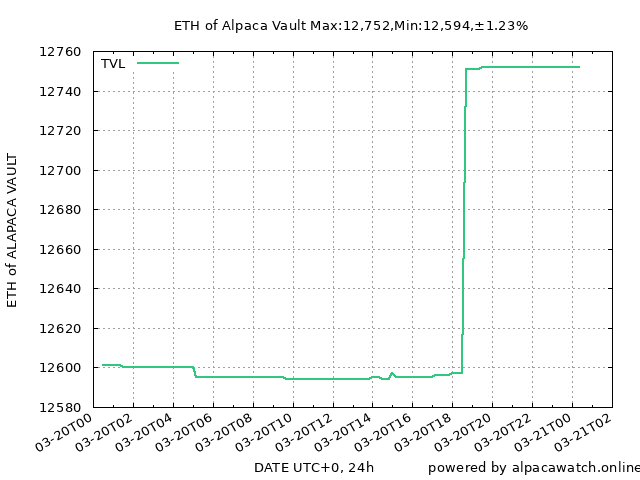 ETH of Alpaca Vault Max:12,752,Min:12,594,±1.23%
TVL
12760
12740
12720
12700
12680
12660
12640
12620
12600
12580
ETH of ALAPACA VAULT
03-20T00
03-20T02
03-20T04
03-20T06
03-20T08
03-20T10
03-20T12
03-20T14
03-20T16
03-20T18
03-20T20
03-20T22
03-21T00
03-21T02
DATE UTC+0, 24h
powered by alpacawatch.online